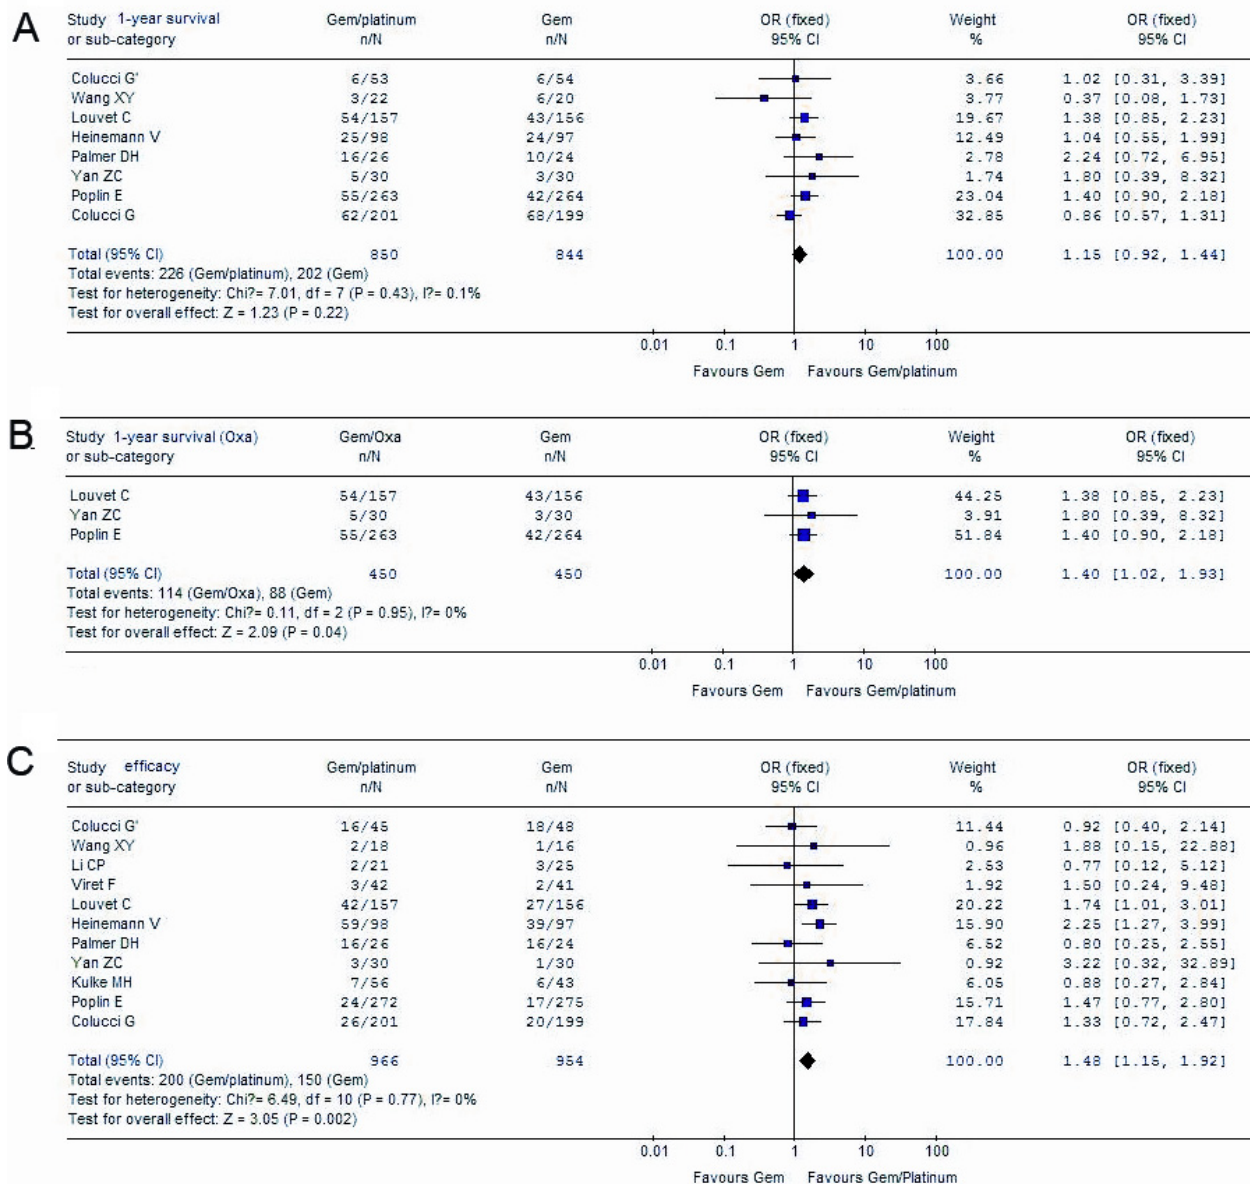 A
Study 1-year survival Gem/platinum Gem OR (fixed) Weight OR (fixed)
or sub-category n/N n/N 95% CI % 95% CI
Colucci G' 6/53 6/54 3.66 1.02 [0.31, 3.39]
Wang XY 3/22 6/20 3.77 0.37 [0.08, 1.73]
Louvet C 54/157 43/156 19.67 1.38 [0.85, 2.23]
Heinemann V 25/98 24/97 12.49 1.04 [0.55, 1.99]
Palmer DH 16/26 10/24 2.78 2.24 [0.72, 6.95]
Yan ZC 5/30 3/30 1.74 1.80 [0.39, 8.32]
Poplin E 55/263 42/264 23.04 1.40 [0.90, 2.18]
Colucci G 62/201 68/199 32.85 0.86 [0.57, 1.31]
Total (95% CI) 850 844 100.00 1.15 [0.92, 1.44]
Total events: 226 (Gem/platinum), 202 (Gem)
Test for heterogeneity: Chi?= 7.01, df = 7 (P = 0.43), I?= 0.1%
Test for overall effect: Z = 1.23 (P = 0.22)
0.01 0.1 1 10 100
Favours Gem Favours Gem/platinum
B
Study 1-year survival (Oxa) Gem/Oxa Gem OR (fixed) Weight OR (fixed)
or sub-category n/N n/N 95% CI % 95% CI
Louvet C 54/157 43/156 44.25 1.38 [0.85, 2.23]
Yan ZC 5/30 3/30 3.91 1.80 [0.39, 8.32]
Poplin E 55/263 42/264 51.84 1.40 [0.90, 2.18]
Total (95% CI) 450 450 100.00 1.40 [1.02, 1.93]
Total events: 114 (Gem/Oxa), 88 (Gem)
Test for heterogeneity: Chi?= 0.11, df = 2 (P = 0.95), I?= 0%
Test for overall effect: Z = 2.09 (P = 0.04)
0.01 0.1 1 10 100
Favours Gem Favours Gem/platinum
C
Study efficacy Gem/platinum Gem OR (fixed) Weight OR (fixed)
or sub-category n/N n/N 95% CI % 95% CI
Colucci G' 16/45 18/48 11.44 0.92 [0.40, 2.14]
Wang XY 2/18 1/16 0.96 1.88 [0.15, 22.88]
Li CP 2/21 3/25 2.53 0.77 [0.12, 5.12]
Viret F 3/42 2/41 1.92 1.50 [0.24, 9.48]
Louvet C 42/157 27/156 20.22 1.74 [1.01, 3.01]
Heinemann V 59/98 39/97 15.90 2.25 [1.27, 3.99]
Palmer DH 16/26 16/24 6.52 0.80 [0.25, 2.55]
Yan ZC 3/30 1/30 0.92 3.22 [0.32, 32.89]
Kulke MH 7/56 6/43 6.05 0.88 [0.27, 2.84]
Poplin E 24/272 17/275 15.71 1.47 [0.77, 2.80]
Colucci G 26/201 20/199 17.84 1.33 [0.72, 2.47]
Total (95% CI) 966 954 100.00 1.48 [1.15, 1.92]
Total events: 200 (Gem/platinum), 150 (Gem)
Test for heterogeneity: Chi?= 6.49, df = 10 (P = 0.77), I?= 0%
Test for overall effect: Z = 3.05 (P = 0.002)
0.01 0.1 1 10 100
Favours Gem Favours Gem/Platinum